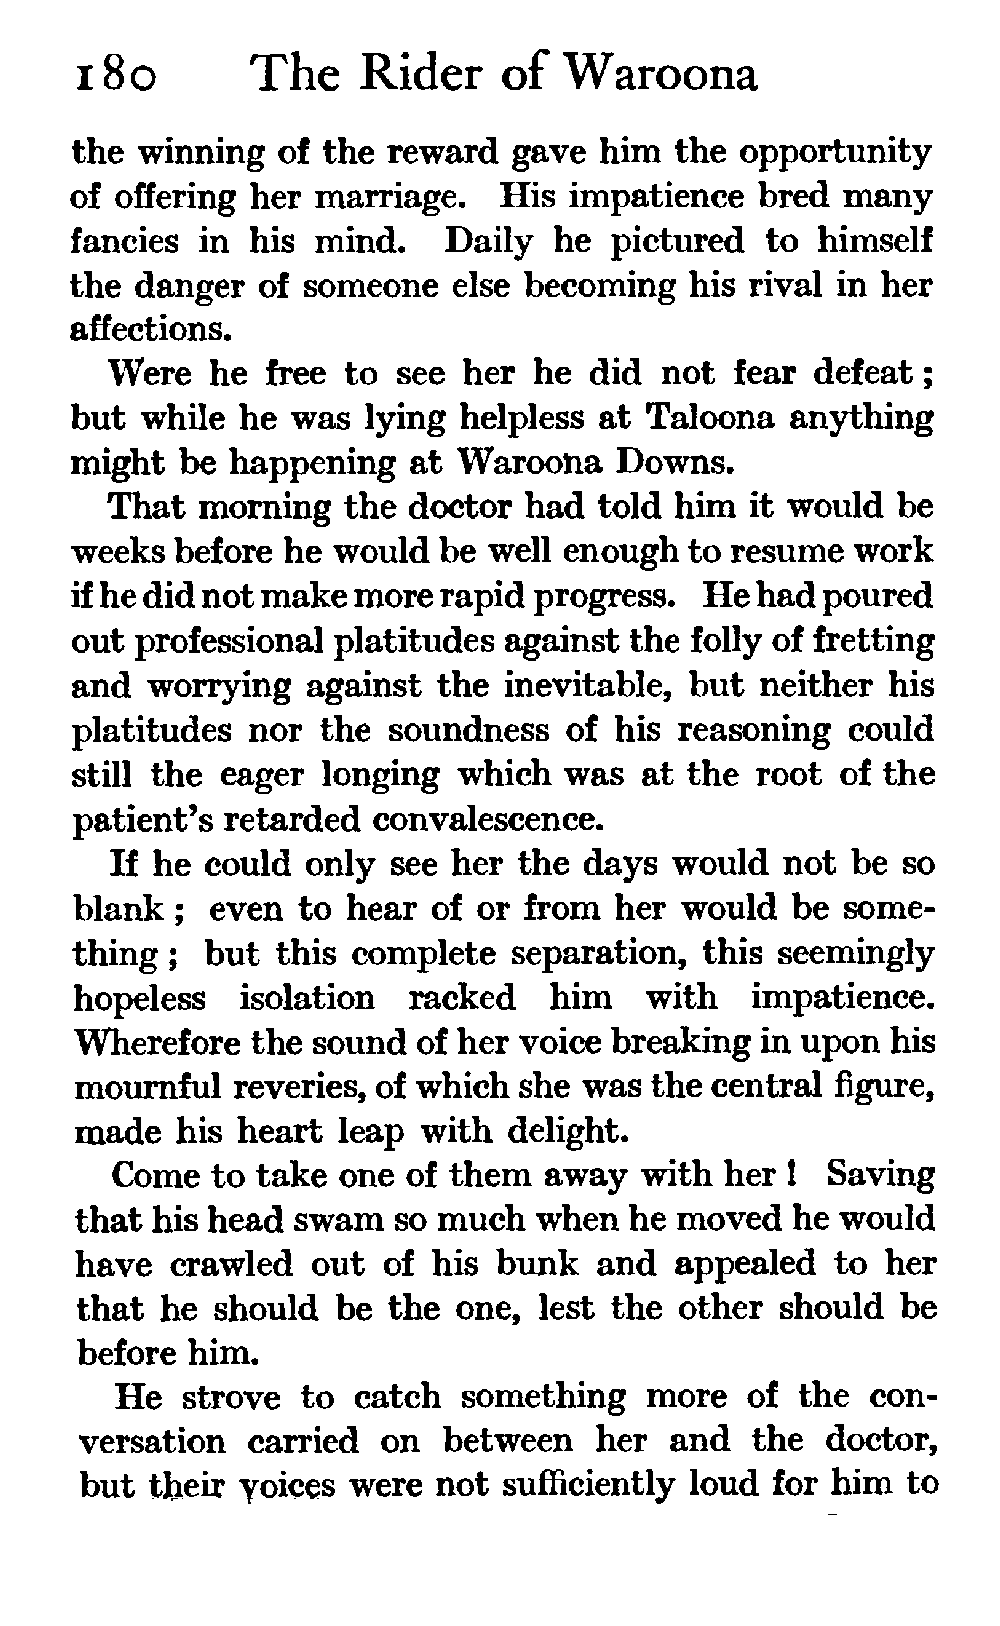 180 The Rider of Waroona
the winning of the reward gave him the opportunity
of offering her marriage. His impatience bred many
fancies in his mind. Daily he pictured to himself
the danger of someone else becoming his rival in her
affections.
Were he free to see her he did not fear defeat ;
but while he was lying helpless at Taloona anything
might be happening at Waroona Downs.
That morning the doctor had told him it would be
weeks before he would be well enough to resume work
if he did not make more rapid progress. He had poured
out professional platitudes against the folly of fretting
and worrying against the inevitable, but neither his
platitudes nor the soundness of his reasoning could
still the eager longing which was at the root of the
patient's retarded convalescence.
If he could only see her the days would not be so
blank ; even to hear of or from her would be some-
thing ; but this complete separation, this seemingly
hopeless isolation racked him with impatience.
Wherefore the sound of her voice breaking in upon his
mournful reveries, of which she was the central figure,
made his heart leap with delight.
Come to take one of them away with her ! Saving
that his head swam so much when he moved he would
have crawled out of his bunk and appealed to her
that he should be the one, lest the other should be
before him.
He strove to catch something more of the con-
versation carried on between her and the doctor,
but their voices were not sufficiently loud for him to